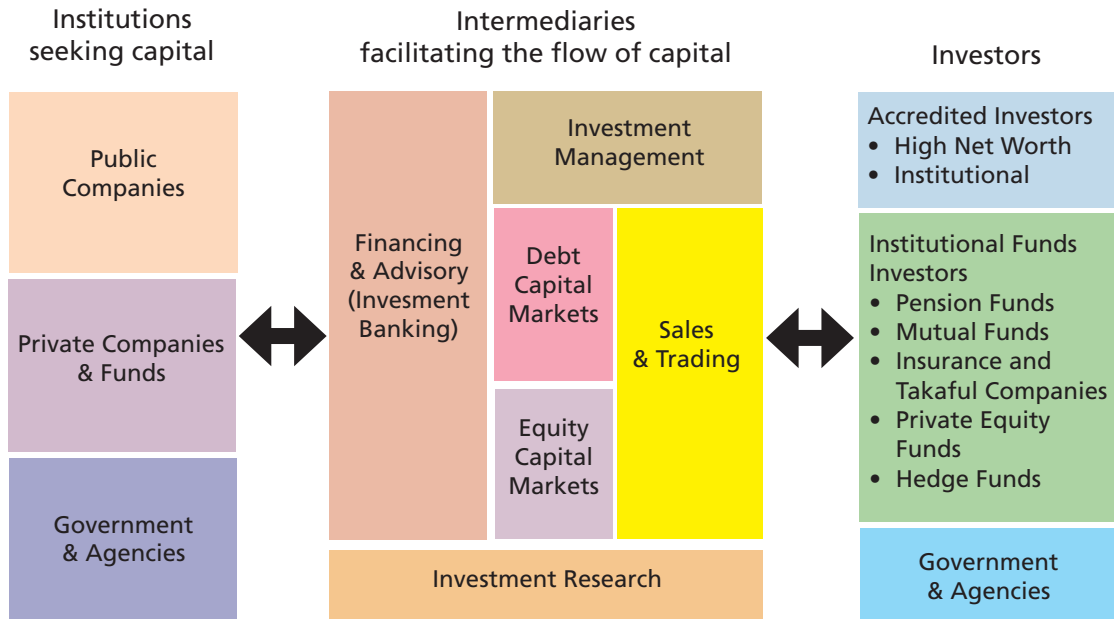 Institutions
seeking capital
Public
Companies
Private Companies
& Funds
Government
& Agencies
Intermediaries
facilitating the flow of capital
Financing
& Advisory
(Invesment
Banking)
Investment
Management
Debt
Capital
Markets
Equity
Capital
Markets
Sales
& Trading
Investment Research
Investors
Accredited Investors
• High Net Worth
• Institutional
Institutional Funds
Investors
• Pension Funds
• Mutual Funds
• Insurance and
Takaful Companies
• Private Equity
Funds
• Hedge Funds
Government
& Agencies